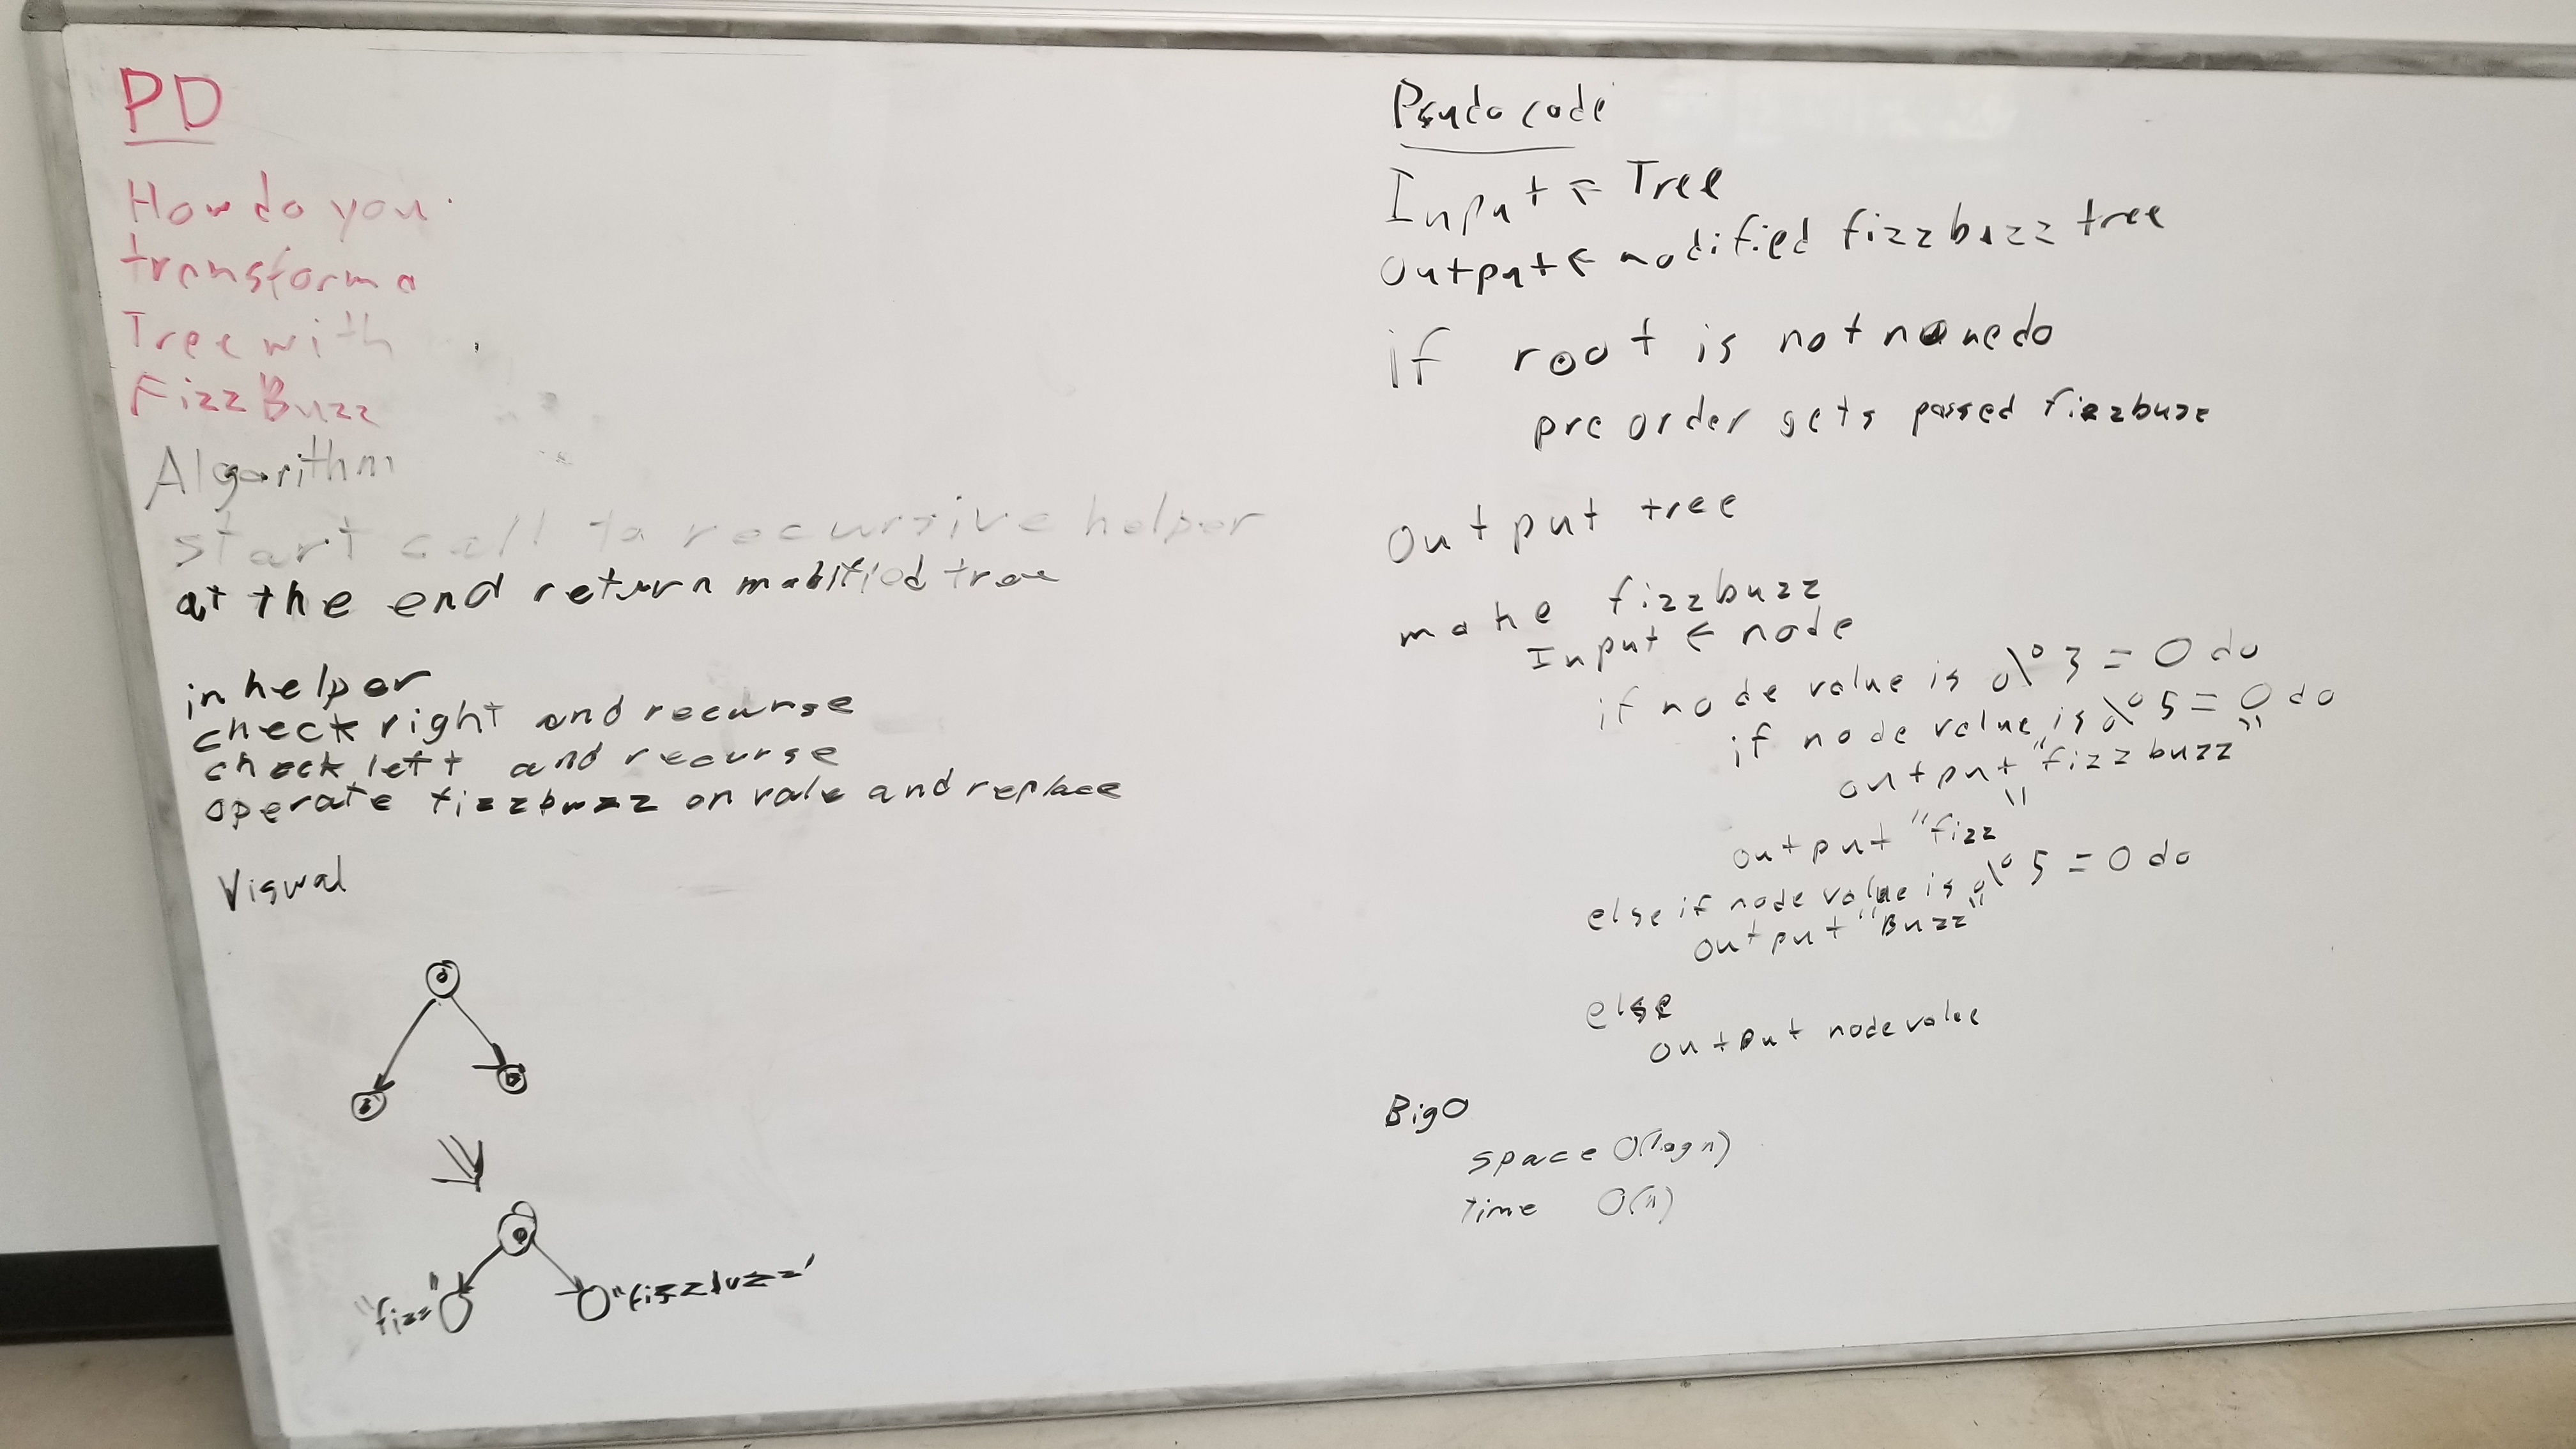 PD
How do you
transform a
Tree with
FizzBuzz
Algorithm
start call to recursive helper
at the end return modified tree
in helper
check right and recurse
check left and recurse
operate fizzbuzz on vale and replace
Visual
"fizz"
"fizzbuzz"
Psudo code
Input ← Tree
Output ← modified fizzbuzz tree
if root is not none do
pre order gets passed fizzbuzz
Output tree
make fizzbuzz
Input ← node
if node value is % 3 = 0 do
if node value is % 5 = 0 do
output "fizzbuzz"
output "fizz"
else if node value is % 5 = 0 do
output "Buzz"
else
output node value
Big O
space O(log n)
Time O(n)